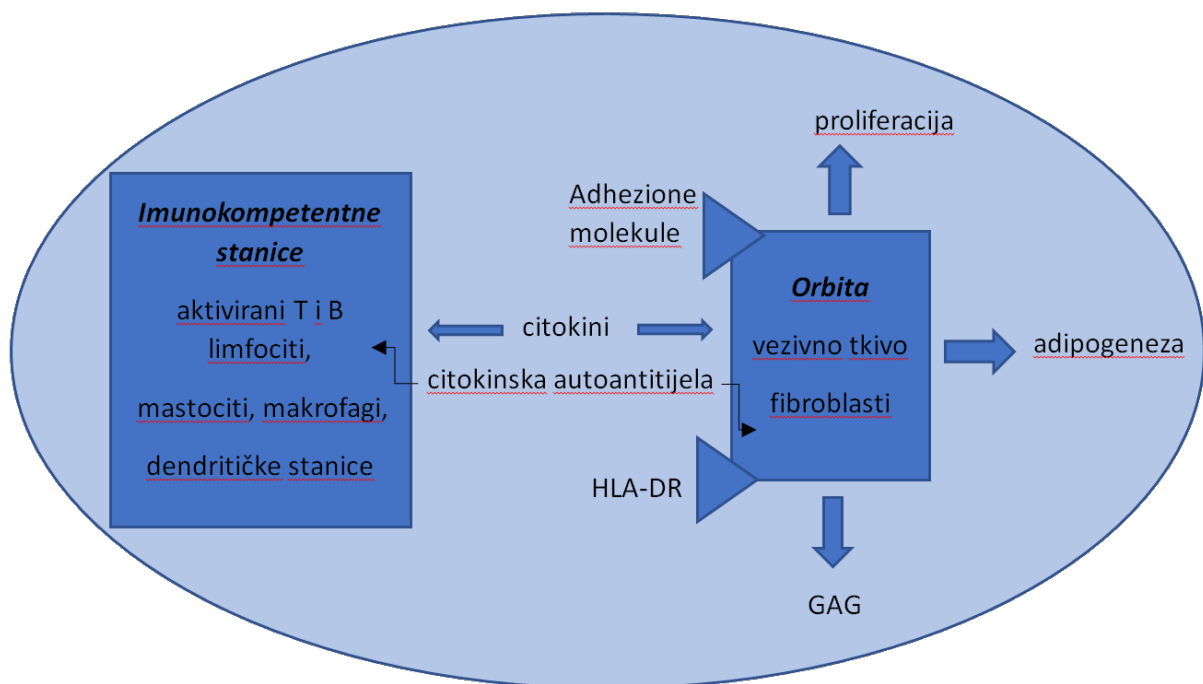 proliferacija
Adhezione
molekule
Imunokompetentne
stanice
aktivirani T i B
limfociti,
mastociti, makrofagi,
dendritičke stanice
citokini
citokinska autoantitijela
Orbita
vezivno tkivo
fibroblasti
adipogeneza
HLA-DR
GAG